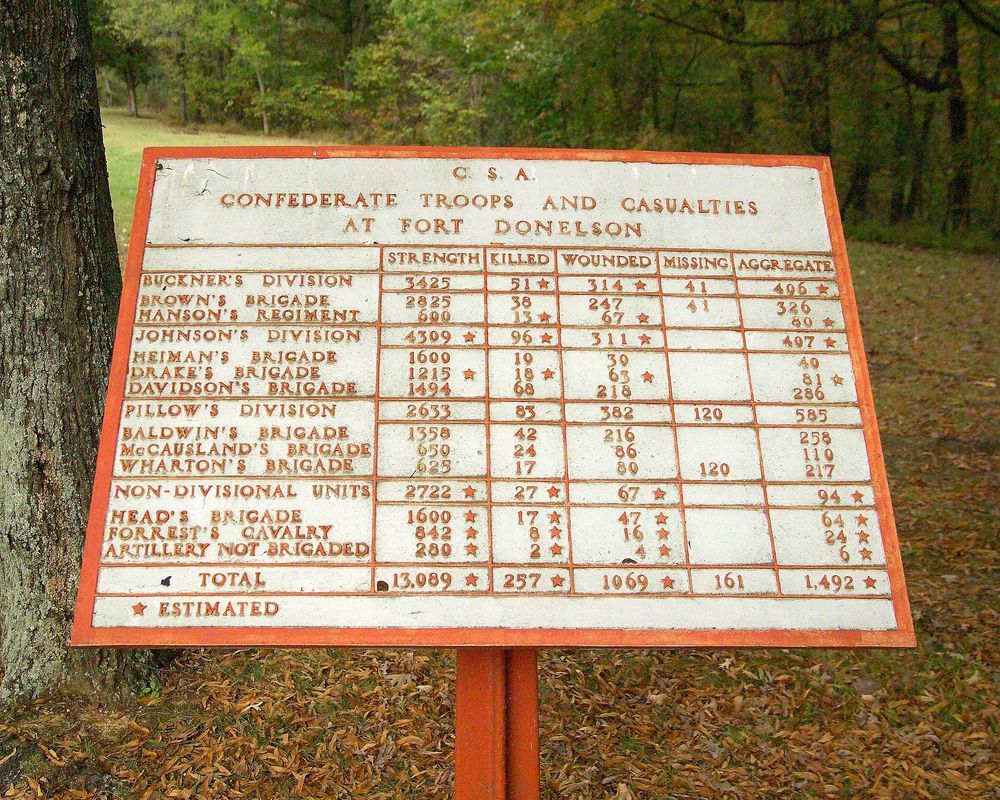 C. S. A.
CONFEDERATE TROOPS AND CASUALTIES
AT FORT DONELSON
STRENGTH KILLED WOUNDED MISSING AGGREGATE
BUCKNER'S DIVISION 3425 51★ 314★ 41 406★
BROWN'S BRIGADE 2825 38 247 41 326
HANSON'S REGIMENT 600 13★ 67★ 80★
JOHNSON'S DIVISION 4309★ 96★ 311★ 407★
HEIMAN'S BRIGADE 1600 10 30 40
DRAKE'S BRIGADE 1215★ 18★ 63★ 81★
DAVIDSON'S BRIGADE 1494 68 218 286
PILLOW'S DIVISION 2633 83 382 120 585
BALDWIN'S BRIGADE 1358 42 216 258
McCAUSLAND'S BRIGADE 650 24 86 110
WHARTON'S BRIGADE 625 17 80 120 217
NON-DIVISIONAL UNITS 2722★ 27★ 67★ 94★
HEAD'S BRIGADE 1600★ 17★ 47★ 64★
FORREST'S CAVALRY 842★ 8★ 16★ 24★
ARTILLERY NOT BRIGADED 280★ 2★ 4★ 6★
TOTAL 13,089★ 257★ 1069★ 161 1,492★
★ ESTIMATED